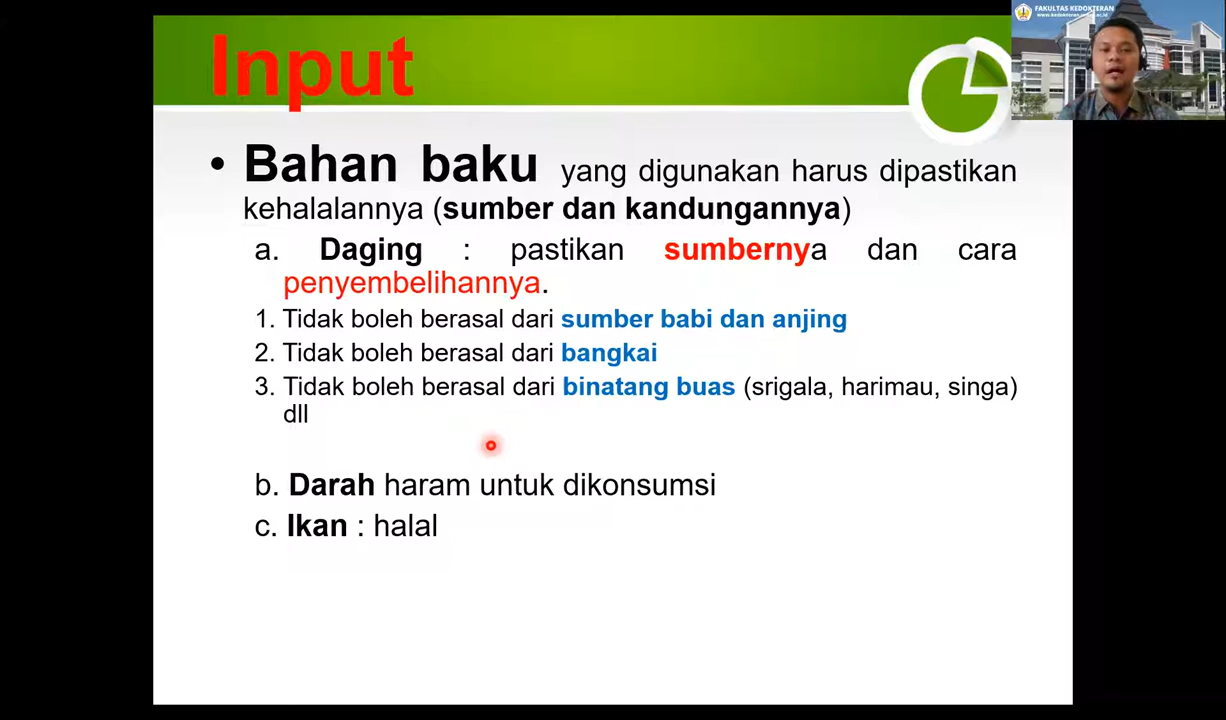 FAKULTAS KEDOKTERAN
Input
• Bahan baku yang digunakan harus dipastikan
kehalalannya (sumber dan kandungannya)
a. Daging : pastikan sumbernya dan cara
penyembelihannya.
1. Tidak boleh berasal dari sumber babi dan anjing
2. Tidak boleh berasal dari bangkai
3. Tidak boleh berasal dari binatang buas (srigala, harimau, singa)
dll
b. Darah haram untuk dikonsumsi
c. Ikan : halal